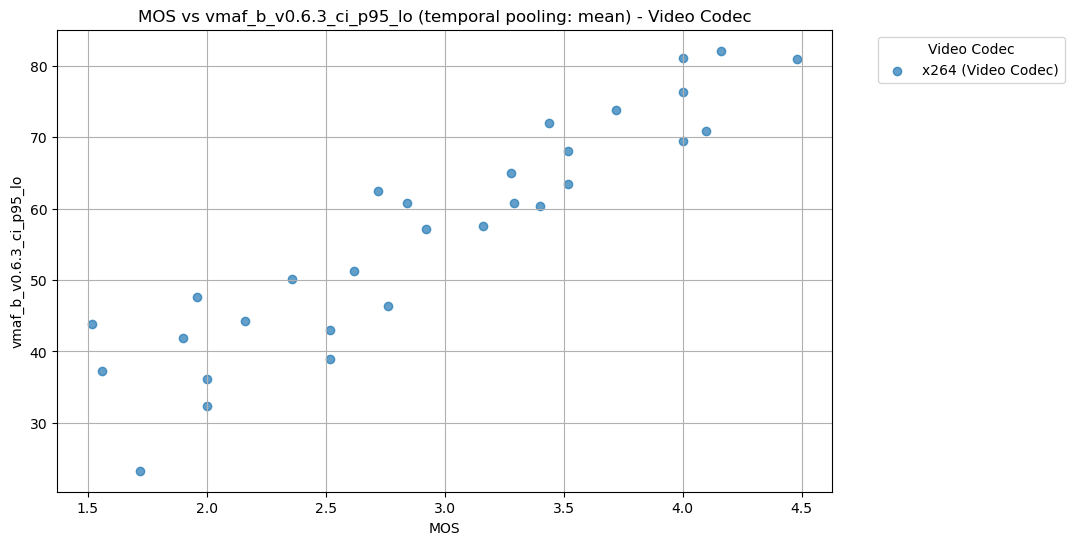 MOS vs vmaf_b_v0.6.3_ci_p95_lo (temporal pooling: mean) - Video Codec
Video Codec
x264 (Video Codec)
vmaf_b_v0.6.3_ci_p95_lo
80
70
60
50
40
30
1.5 2.0 2.5 3.0 3.5 4.0 4.5
MOS